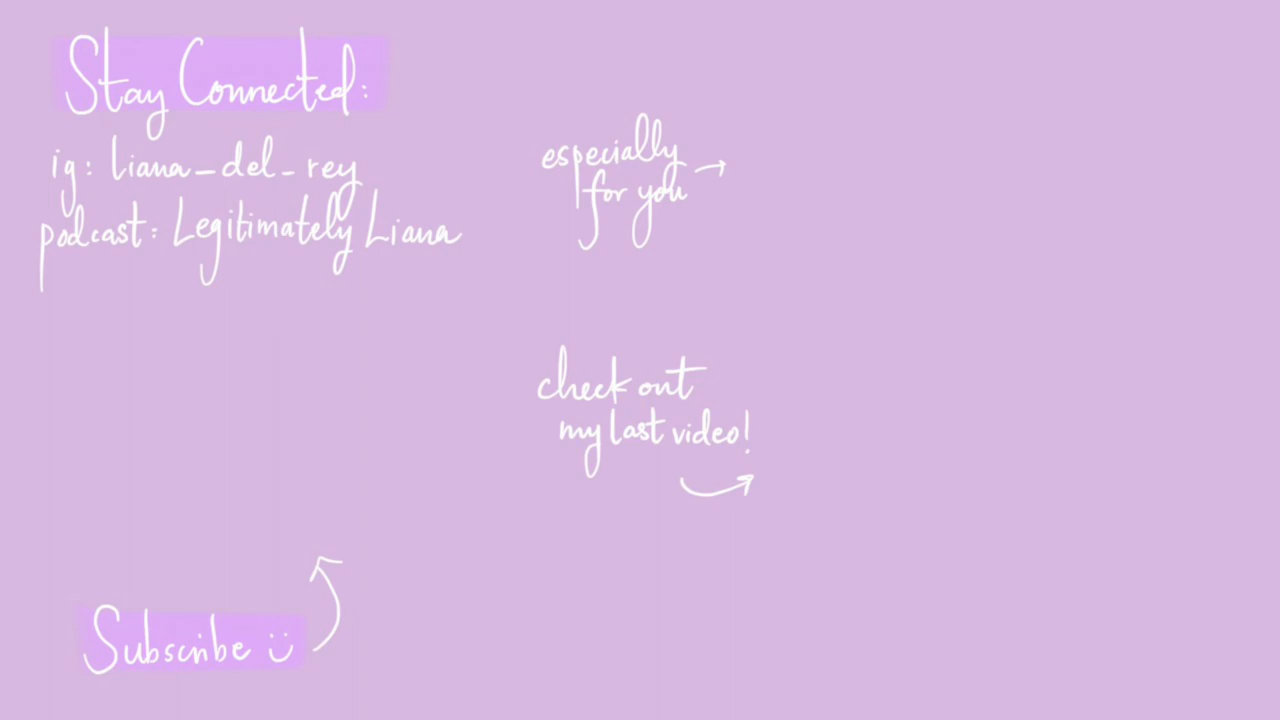 Stay Connected:
ig: liana_del_rey
podcast: Legitimately Liana
especially
for you →
check out
my last video!
Subscribe :)